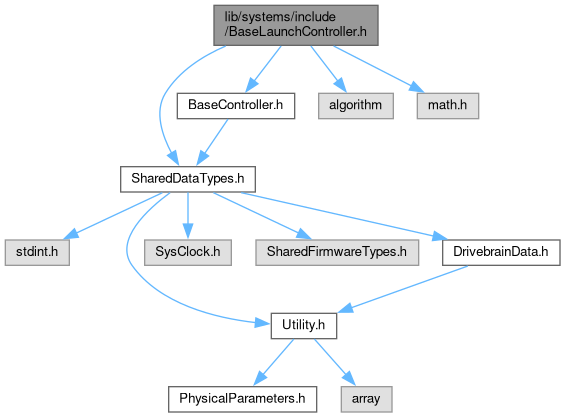 lib/systems/include
/BaseLaunchController.h
BaseController.h
algorithm
math.h
SharedDataTypes.h
stdint.h
SysClock.h
SharedFirmwareTypes.h
DrivebrainData.h
Utility.h
PhysicalParameters.h
array